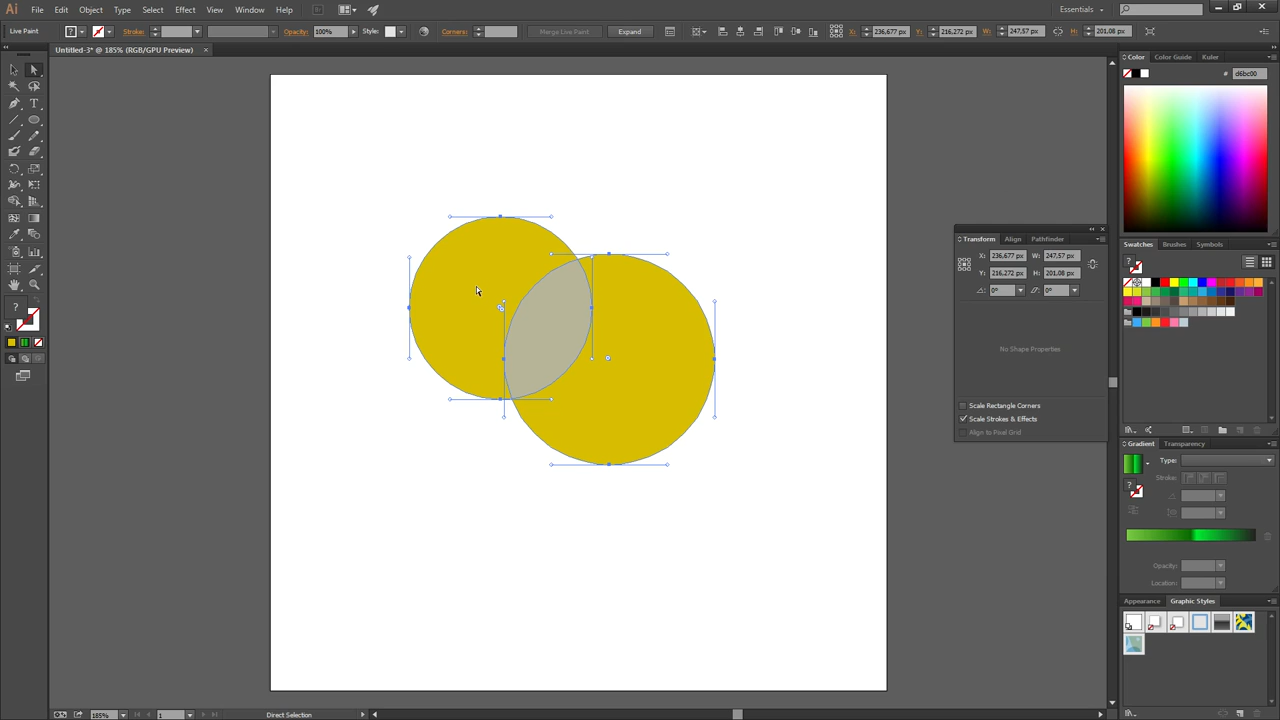 Ai File Edit Object Type Select Effect View Window Help Br Essentials
Live Paint ? Stroke: Opacity: 100% Style: Corners: Merge Live Paint Expand X: 236,677 px Y: 216,272 px W: 247,57 px H: 201,08 px
Untitled-3* @ 185% (RGB/GPU Preview) ×
Color Color Guide Kuler
# d6bc00
Transform Align Pathfinder
X: 236,677 px W: 247,57 px
Y: 216,272 px H: 201,08 px
0° 0°
No Shape Properties
Scale Rectangle Corners
Scale Strokes & Effects
Align to Pixel Grid
Swatches Brushes Symbols
?
Gradient Transparency
Type:
Stroke:
?
Opacity:
Location:
Appearance Graphic Styles
?
185% 1 Direct Selection